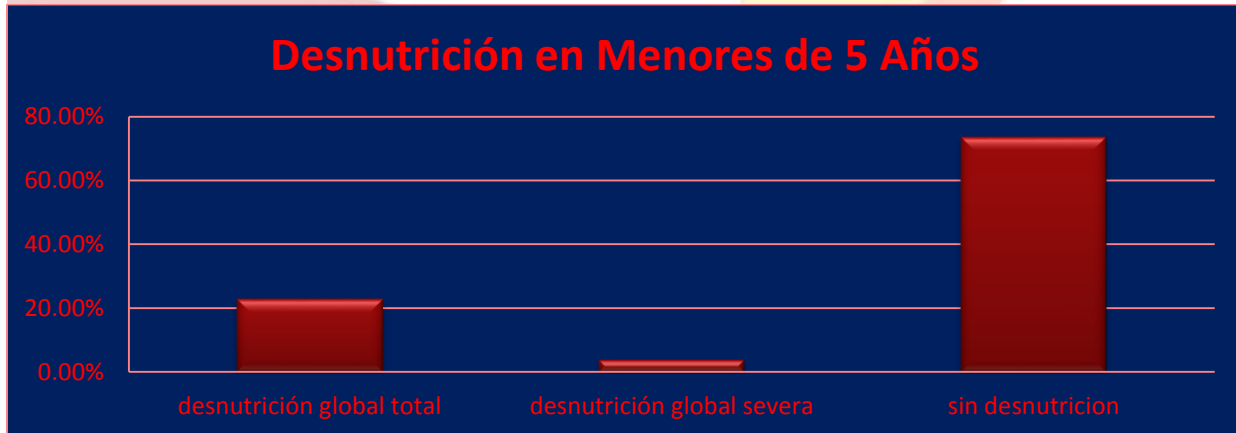 Desnutrición en Menores de 5 Años
80.00%
60.00%
40.00%
20.00%
0.00%
desnutrición global total
desnutrición global severa
sin desnutricion